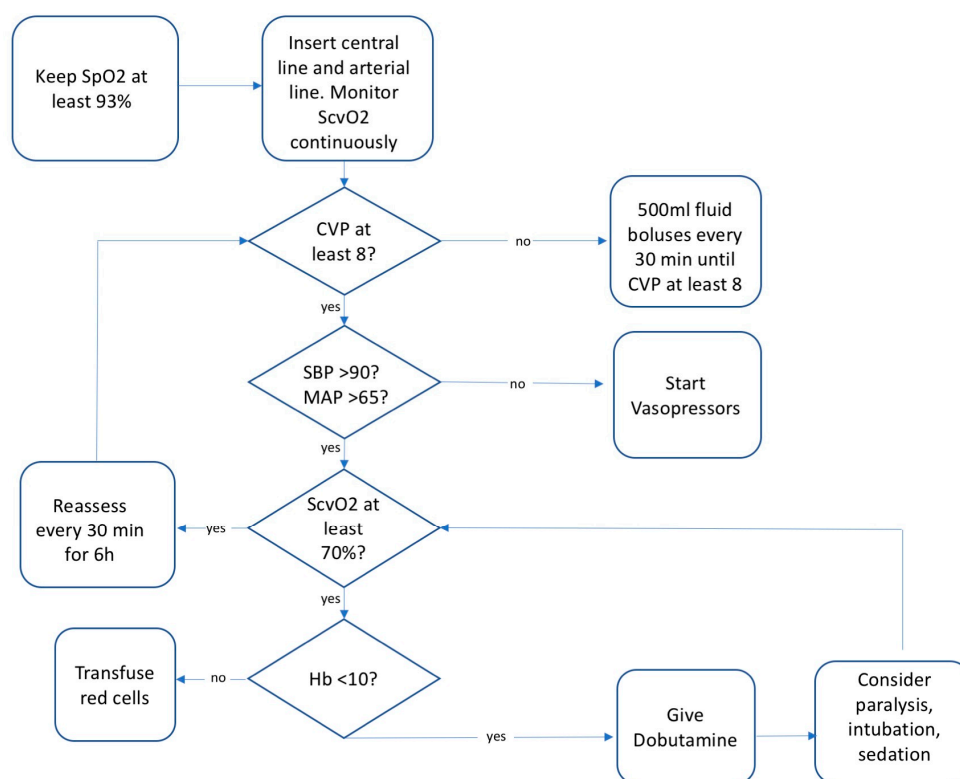 Keep SpO2 at
least 93%
Insert central
line and arterial
line. Monitor
ScvO2
continuously
CVP at
least 8?
no
500ml fluid
boluses every
30 min until
CVP at least 8
yes
SBP >90?
MAP >65?
no
Start
Vasopressors
yes
Reassess
every 30 min
for 6h
yes
ScvO2 at
least
70%?
yes
Transfuse
red cells
no
Hb <10?
yes
Give
Dobutamine
Consider
paralysis,
intubation,
sedation